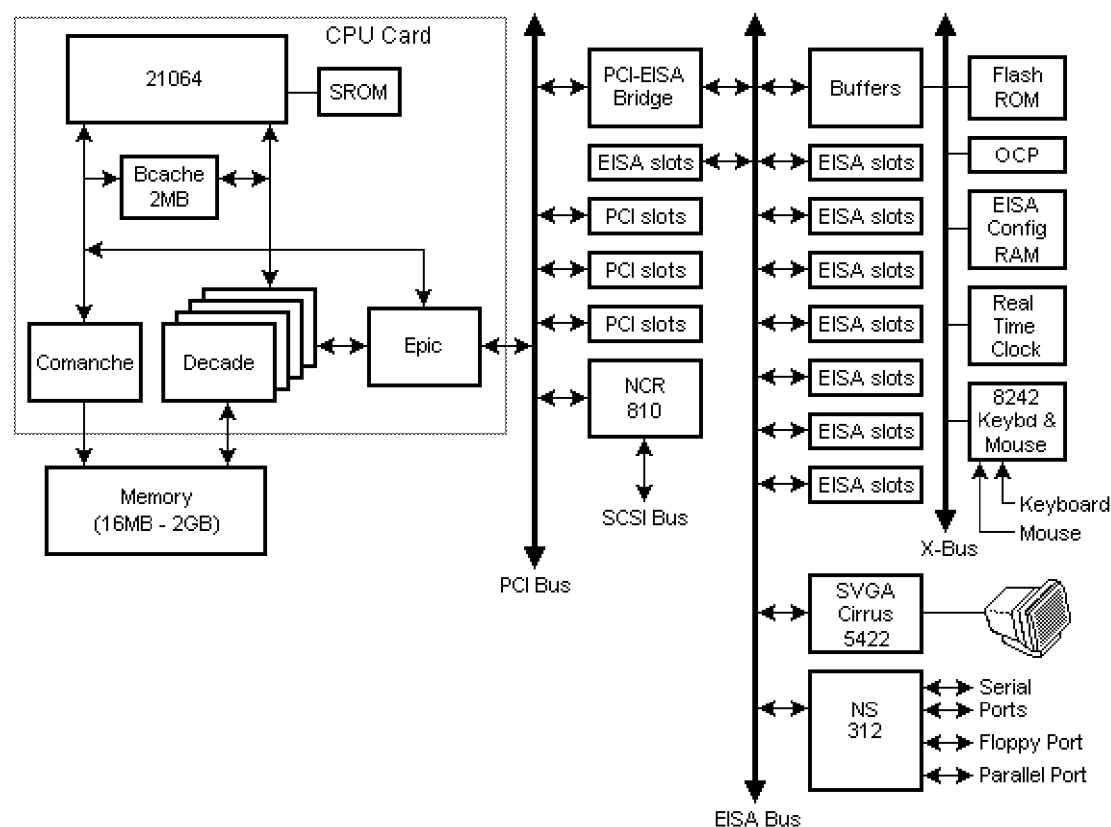 CPU Card
21064
SROM
Bcache
2MB
Comanche
Decade
Epic
Memory
(16MB - 2GB)
PCI-EISA
Bridge
EISA slots
PCI slots
PCI slots
PCI slots
NCR
810
SCSI Bus
PCI Bus
Buffers
EISA slots
EISA slots
EISA slots
EISA slots
EISA slots
EISA slots
EISA slots
Flash
ROM
OCP
EISA
Config
RAM
Real
Time
Clock
8242
Keybd &
Mouse
Keyboard
Mouse
X-Bus
SVGA
Cirrus
5422
NS
312
Serial
Ports
Floppy Port
Parallel Port
EISA Bus